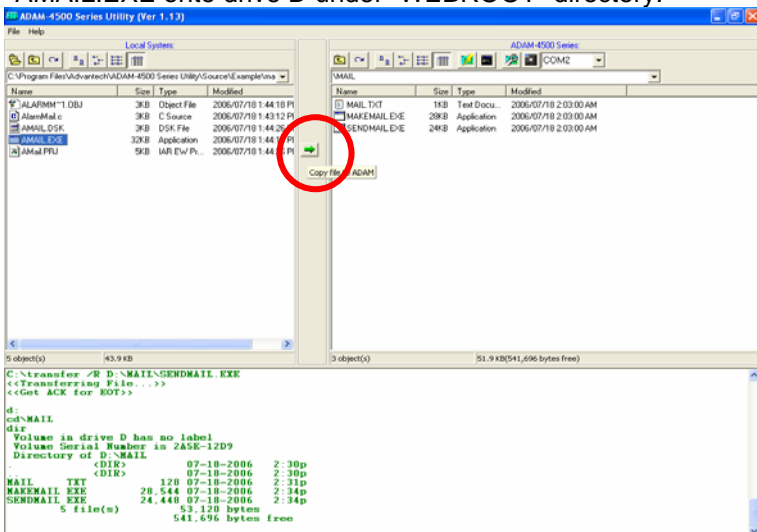 AMAIL.EXE onto drive D under "WEBROOT" directory.
ADAM-4500 Series Utility (Ver 1.13)
File Help
Local System:
ADAM-4500 Series:
COM2
C:\Program Files\Advantech\ADAM-4500 Series Utility\Source\Example\ma
\MAIL
Name Size Type Modified
Name Size Type Modified
ALARMM~1.OBJ 3KB Object File 2006/07/18 1:44:18 P
MAIL.TXT 1KB Text Docu... 2006/07/18 2:03:00 AM
AlarmMail.c 3KB C Source 2006/07/18 1:43:12 P
MAKEMAIL.EXE 28KB Application 2006/07/18 2:03:00 AM
AMAIL.DSK 3KB DSK File 2006/07/18 1:44:26 P
SENDMAIL.EXE 24KB Application 2006/07/18 2:03:00 AM
AMAIL.EXE 32KB Application 2006/07/18 1:44:1
AMail.PRJ 5KB IAR EW Pr... 2006/07/18 1:44:
Copy file to ADAM
5 object(s) 43.9 KB
3 object(s) 51.9 KB(541,696 bytes free)
C:\transfer /R D:\MAIL\SENDMAIL.EXE
<<Transferring File...>>
<<Get ACK for EOT>>
d:
cd\MAIL
dir
Volume in drive D has no label
Volume Serial Number is 2A5E-12D9
Directory of D:\MAIL
. <DIR> 07-18-2006 2:30p
.. <DIR> 07-18-2006 2:30p
MAIL TXT 128 07-18-2006 2:31p
MAKEMAIL EXE 28,544 07-18-2006 2:34p
SENDMAIL EXE 24,448 07-18-2006 2:34p
5 file(s) 53,120 bytes
541,696 bytes free